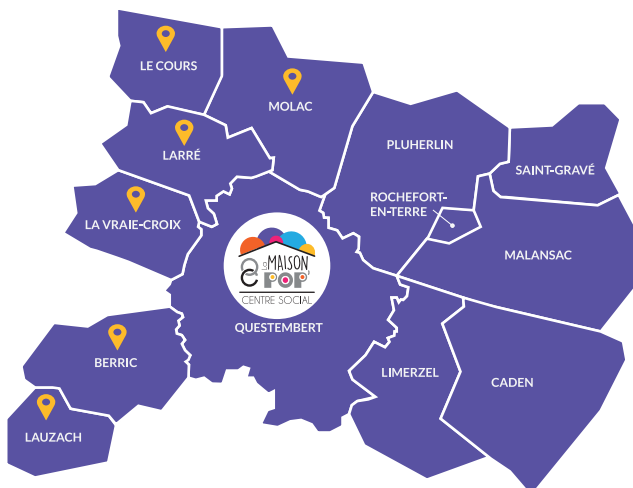 LE COURS
MOLAC
LARRÉ
PLUHERLIN
SAINT-GRAVÉ
ROCHEFORT-
EN-TERRE
LA VRAIE-CROIX
MALANSAC
La MAISON
POP'
CENTRE SOCIAL
QUESTEMBERT
BERRIC
LIMERZEL
CADEN
LAUZACH